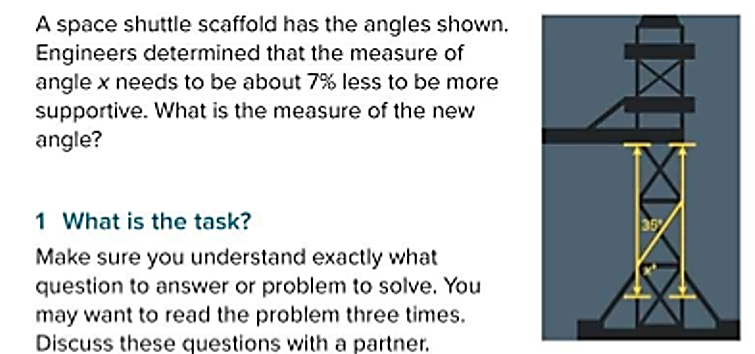 A space shuttle scaffold has the angles shown.
Engineers determined that the measure of
angle x needs to be about 7% less to be more
supportive. What is the measure of the new
angle?
35°
x°
1 What is the task?
Make sure you understand exactly what
question to answer or problem to solve. You
may want to read the problem three times.
Discuss these questions with a partner.